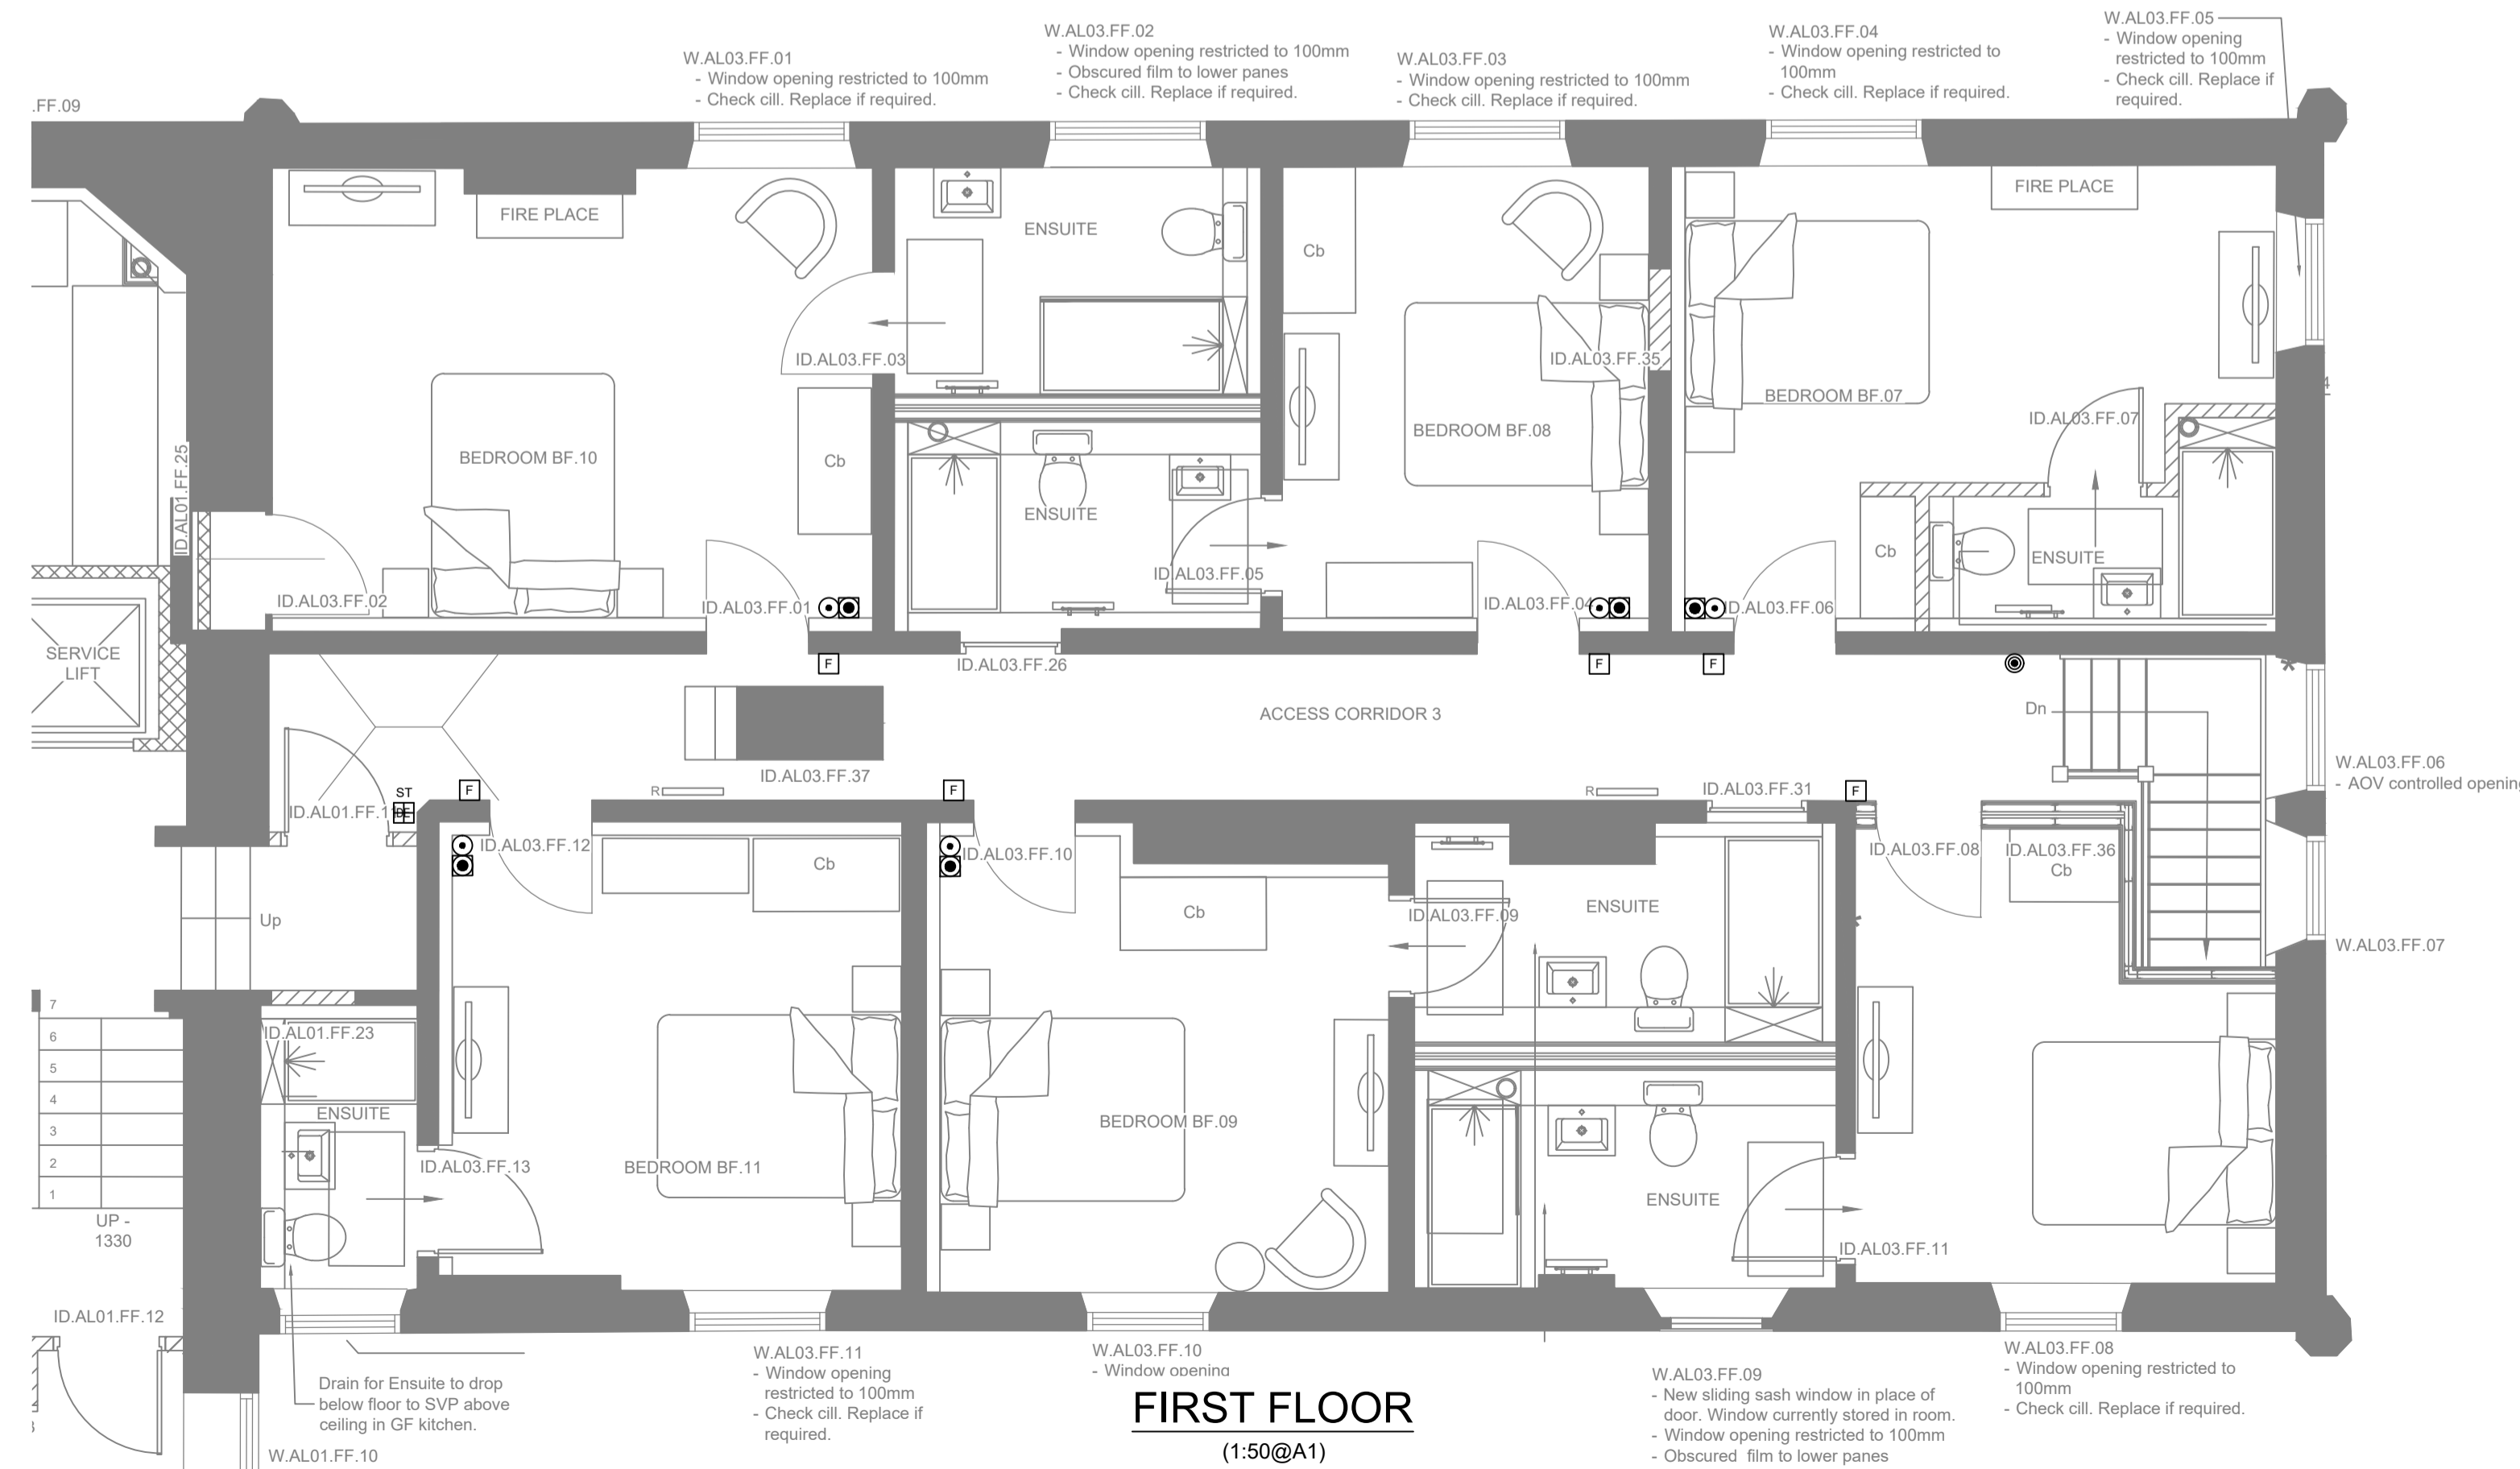 W.AL03.FF.01
- Window opening restricted to 100mm
- Check cill. Replace if required.
W.AL03.FF.02
- Window opening restricted to 100mm
- Obscured film to lower panes
- Check cill. Replace if required.
W.AL03.FF.03
- Window opening restricted to 100mm
- Check cill. Replace if required.
W.AL03.FF.04
- Window opening restricted to
100mm
- Check cill. Replace if required.
W.AL03.FF.05
- Window opening
restricted to 100mm
- Check cill. Replace if
required.
.FF.09
FIRE PLACE
ENSUITE
Cb
FIRE PLACE
ID.AL03.FF.03
ID.AL03.FF.35
BEDROOM BF.07
ID.AL03.FF.07
BEDROOM BF.08
BEDROOM BF.10
Cb
ID.AL01.FF.25
ENSUITE
Cb
ENSUITE
ID.AL03.FF.05
ID.AL03.FF.02
ID.AL03.FF.01
ID.AL03.FF.04
ID.AL03.FF.06
SERVICE
LIFT
F
ID.AL03.FF.26
F
F
ACCESS CORRIDOR 3
Dn
ID.AL03.FF.37
W.AL03.FF.06
- AOV controlled opening
ST
DE
F
R
F
R
ID.AL03.FF.31
F
ID.AL01.FF.1
ID.AL03.FF.12
ID.AL03.FF.10
ID.AL03.FF.08
ID.AL03.FF.36
Cb
Cb
Cb
Up
ID.AL03.FF.09
ENSUITE
W.AL03.FF.07
7
6
5
4
3
2
1
UP -
1330
ID.AL01.FF.23
ENSUITE
ID.AL03.FF.13
BEDROOM BF.11
BEDROOM BF.09
ENSUITE
ID.AL03.FF.11
ID.AL01.FF.12
Drain for Ensuite to drop
below floor to SVP above
ceiling in GF kitchen.
W.AL01.FF.10
W.AL03.FF.11
- Window opening
restricted to 100mm
- Check cill. Replace if
required.
W.AL03.FF.10
- Window opening
FIRST FLOOR
(1:50@A1)
W.AL03.FF.09
- New sliding sash window in place of
door. Window currently stored in room.
- Window opening restricted to 100mm
- Obscured film to lower panes
W.AL03.FF.08
- Window opening restricted to
100mm
- Check cill. Replace if required.